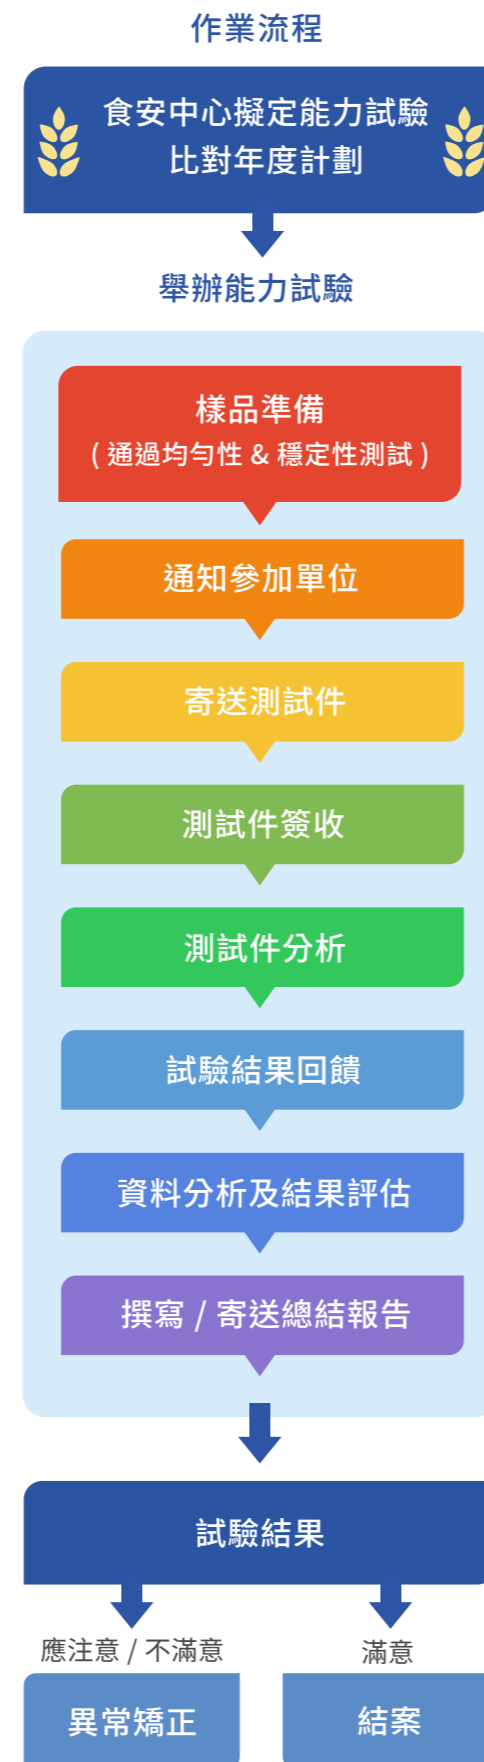 作業流程
食安中心擬定能力試驗
比對年度計劃
舉辦能力試驗
樣品準備
( 通過均勻性 & 穩定性測試 )
通知參加單位
寄送測試件
測試件簽收
測試件分析
試驗結果回饋
資料分析及結果評估
撰寫 / 寄送總結報告
試驗結果
應注意 / 不滿意
滿意
異常矯正
結案